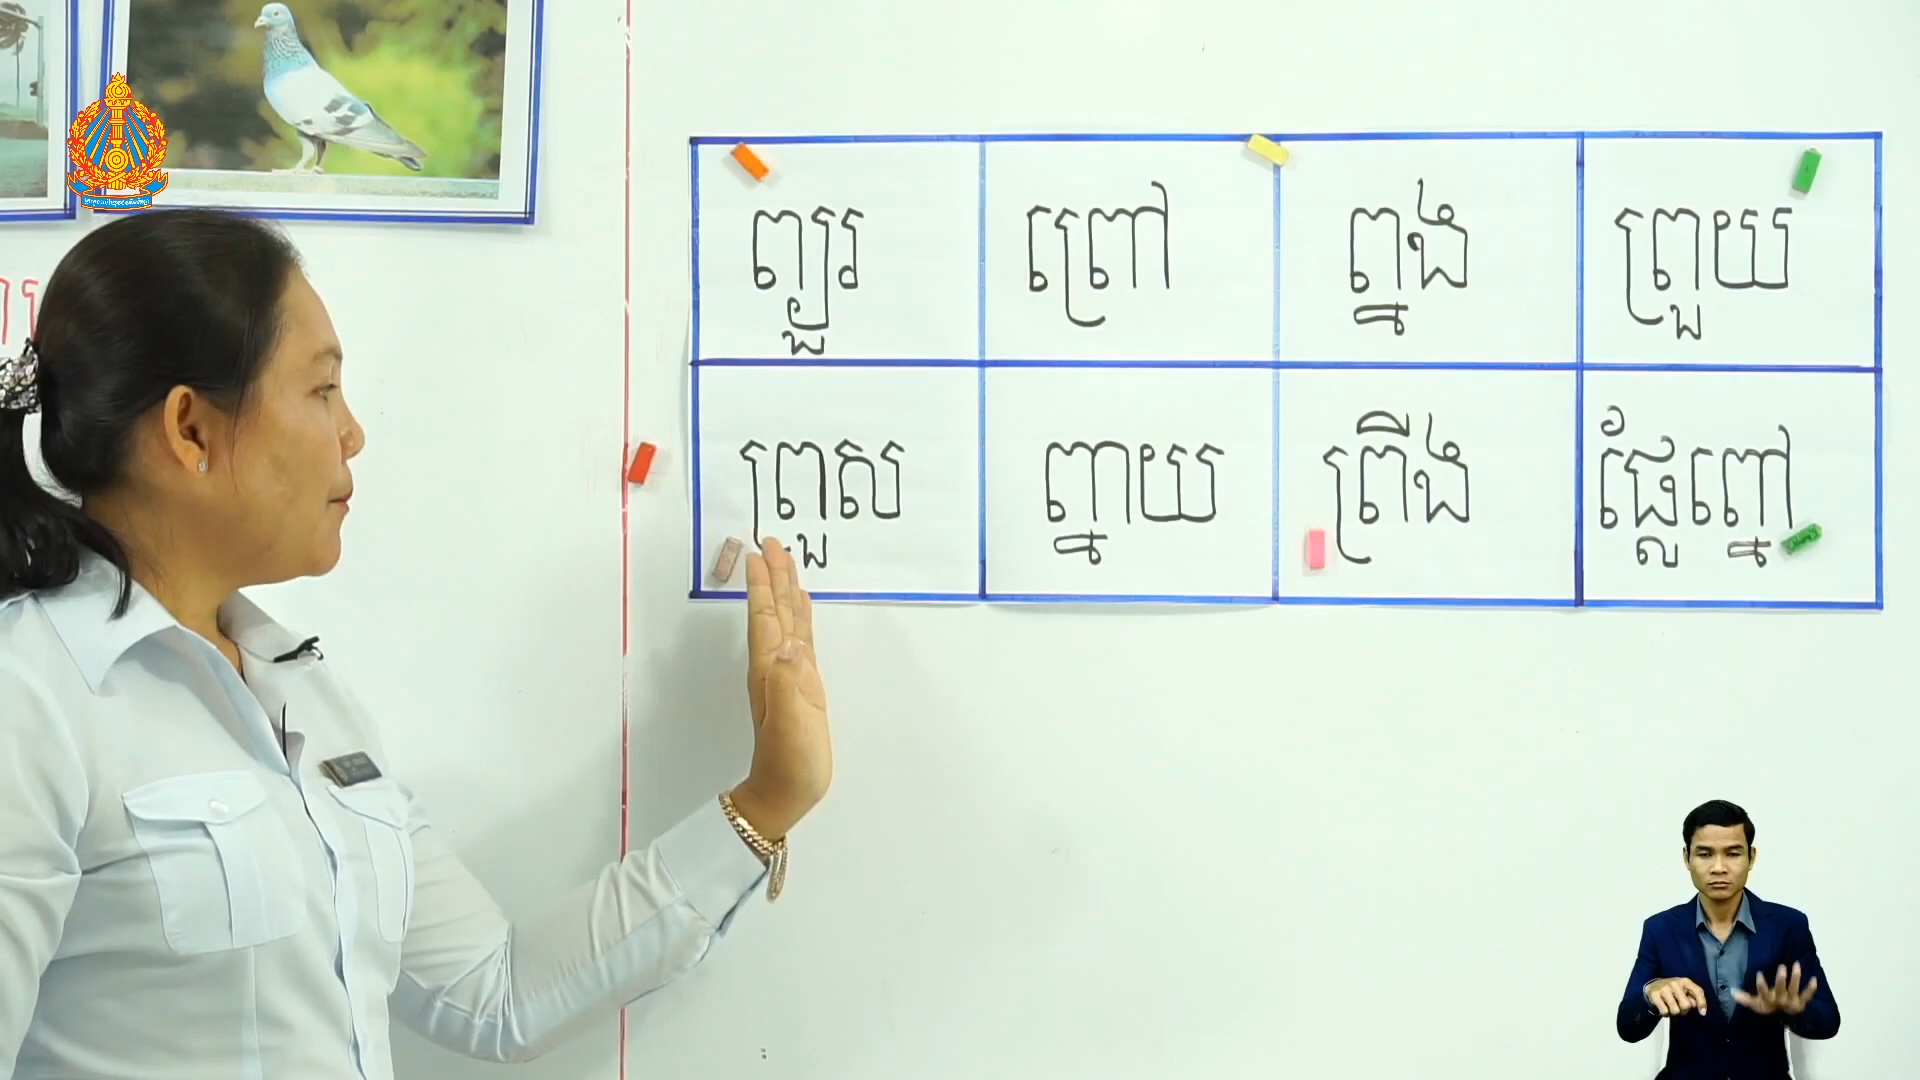 ព្យួរ ព្រៅ ព្នង ព្រួយ
ព្រួស ព្នាយ ព្រឹង ផ្លែពៅ្ន